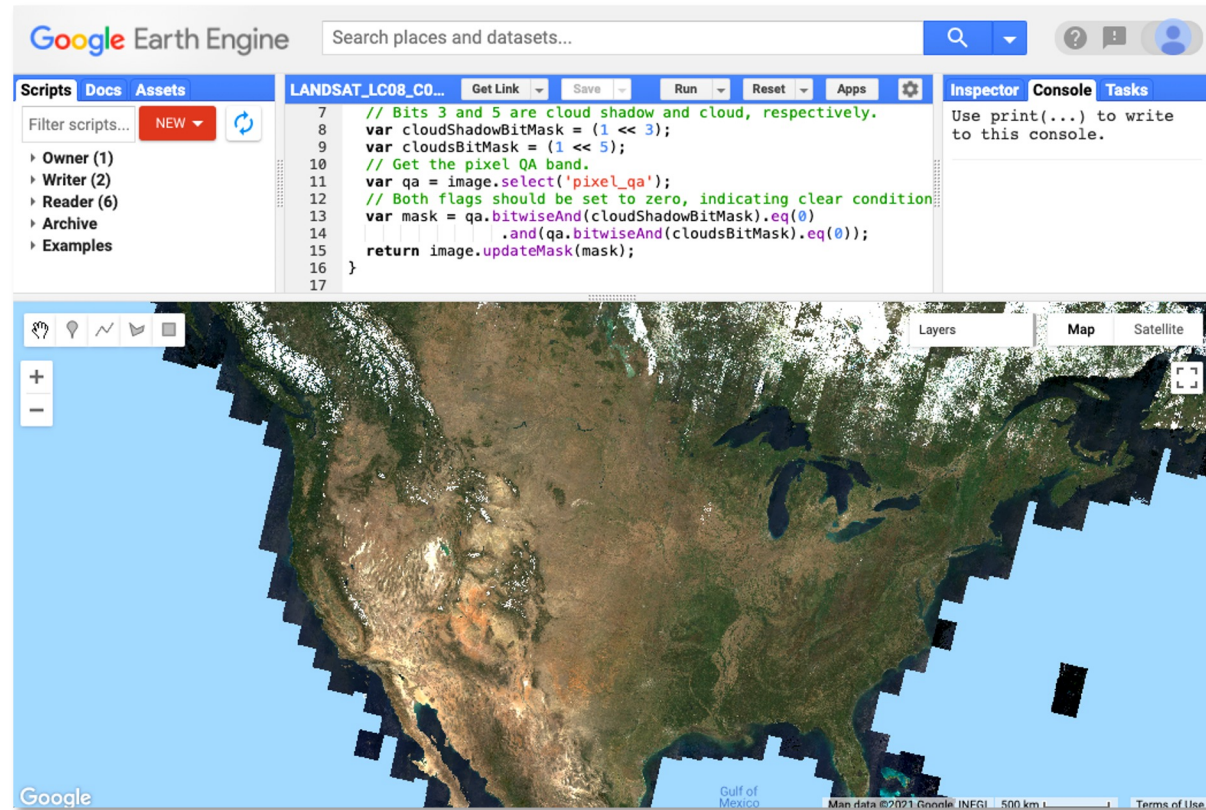 Google Earth Engine
Search places and datasets...
Scripts Docs Assets
Filter scripts... NEW
Owner (1)
Writer (2)
Reader (6)
Archive
Examples
LANDSAT_LC08_C0... Get Link Save Run Reset Apps
7 // Bits 3 and 5 are cloud shadow and cloud, respectively.
8 var cloudShadowBitMask = (1 << 3);
9 var cloudsBitMask = (1 << 5);
10 // Get the pixel QA band.
11 var qa = image.select('pixel_qa');
12 // Both flags should be set to zero, indicating clear condition
13 var mask = qa.bitwiseAnd(cloudShadowBitMask).eq(0)
14 .and(qa.bitwiseAnd(cloudsBitMask).eq(0));
15 return image.updateMask(mask);
16 }
17
Inspector Console Tasks
Use print(...) to write
to this console.
Layers Map Satellite
Gulf of
Mexico
Google
Map data ©2021 Google, INEGI 500 km Terms of Use